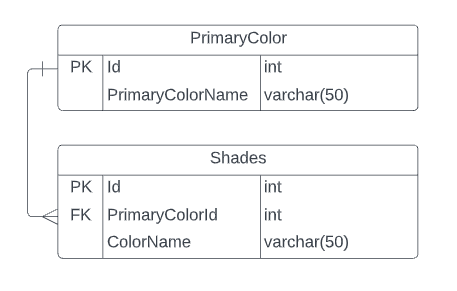 PrimaryColor
PK Id int
PrimaryColorName varchar(50)
Shades
PK Id int
FK PrimaryColorId int
ColorName varchar(50)